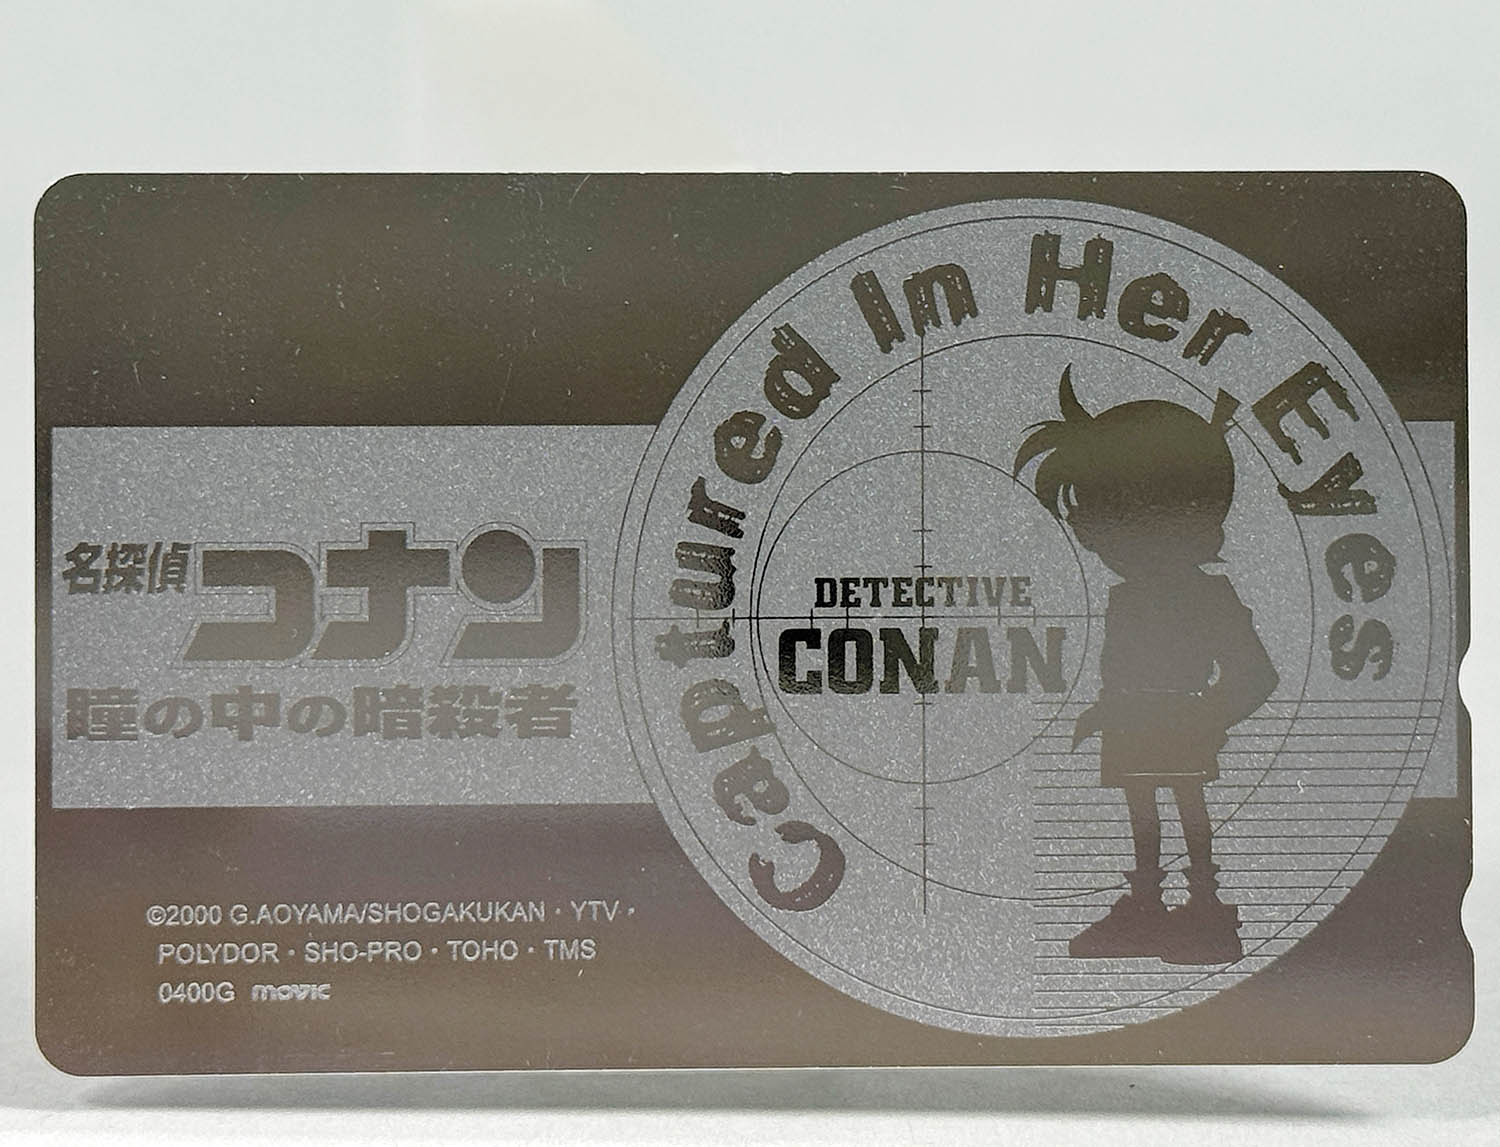 名探偵コナン
瞳の中の暗殺者
©2000 G.AOYAMA/SHOGAKUKAN・YTV・
POLYDOR・SHO-PRO・TOHO・TMS
0400G movic
Captured In Her Eyes
DETECTIVE
CONAN